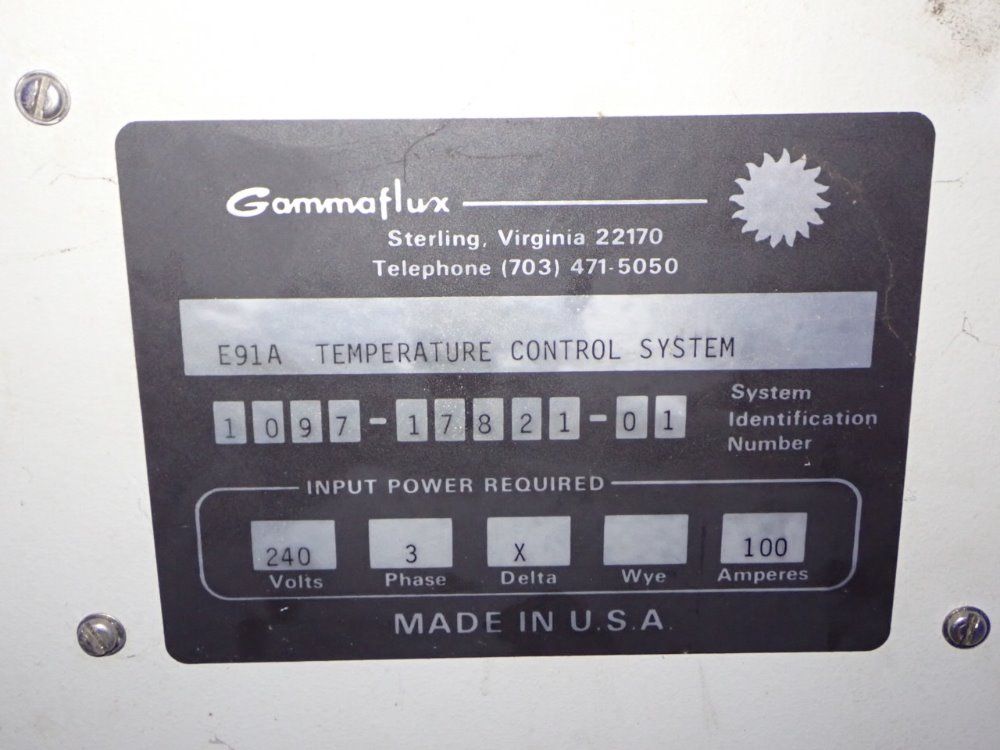 Gammaflux
Sterling, Virginia 22170
Telephone (703) 471-5050
E91A TEMPERATURE CONTROL SYSTEM
1097-17821-01
System
Identification
Number
INPUT POWER REQUIRED
240 3 X 100
Volts Phase Delta Wye Amperes
MADE IN U.S.A.